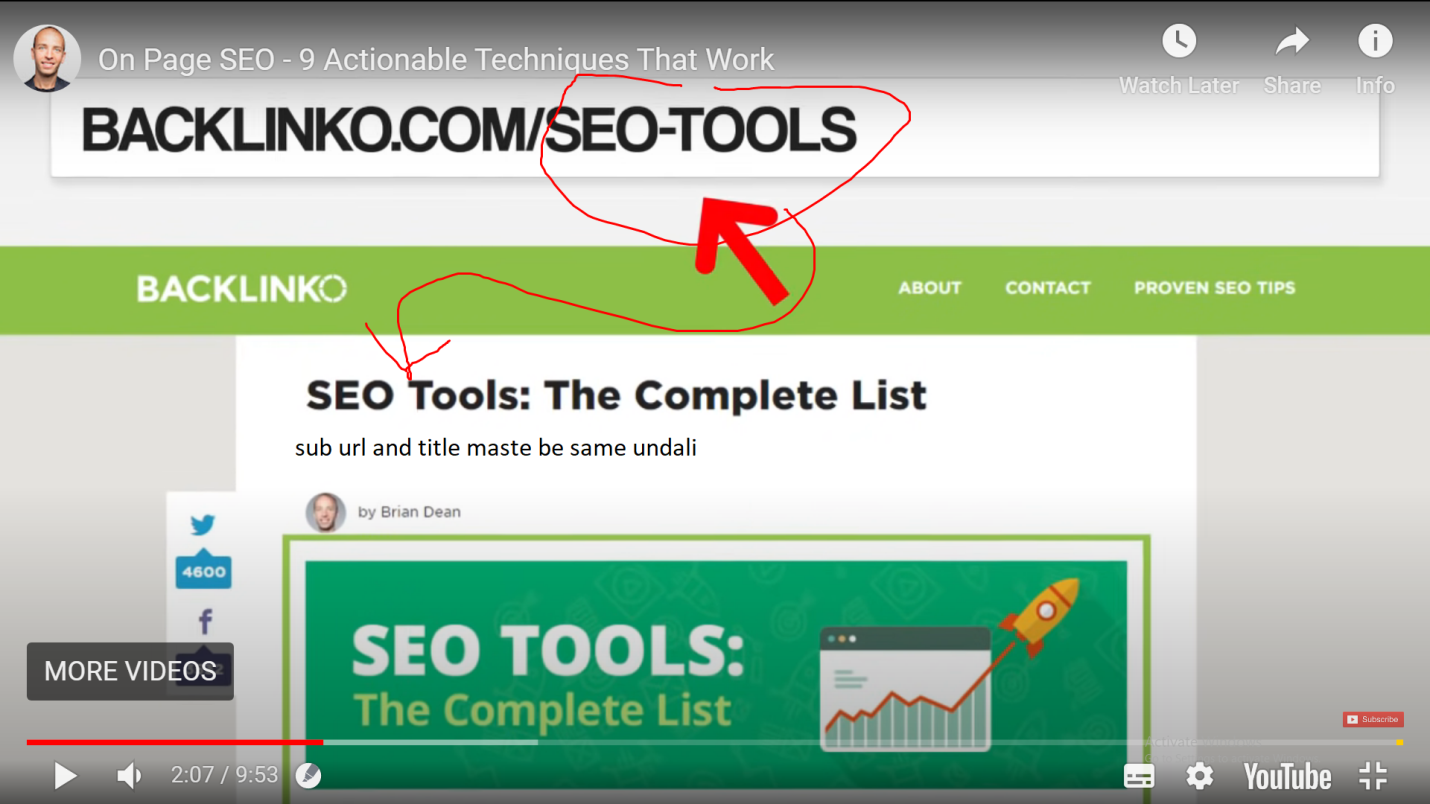 On Page SEO - 9 Actionable Techniques That Work
Watch Later
Share
Info
BACKLINKO.COM/SEO-TOOLS
BACKLINKO
ABOUT
CONTACT
PROVEN SEO TIPS
SEO Tools: The Complete List
sub url and title maste be same undali
by Brian Dean
4600
f
MORE VIDEOS
SEO TOOLS:
The Complete List
Subscribe
2:07 / 9:53
YouTube